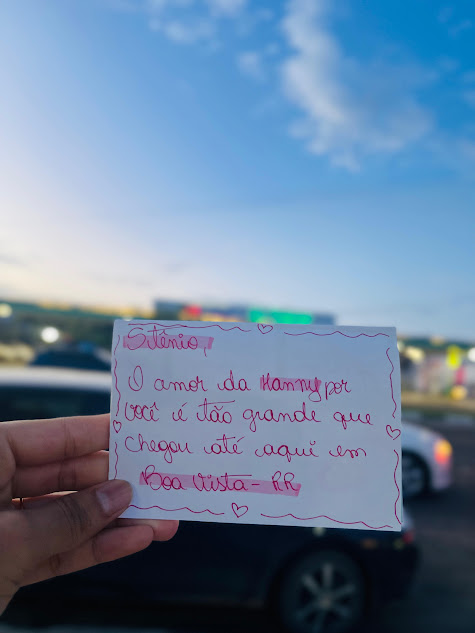 Stênio,
O amor da Hanny por
você é tão grande que
chegou até aqui em
Boa Vista - RR